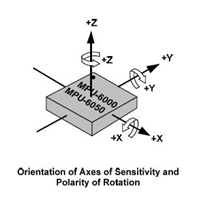 +Z
+Z
+Y
+Y
MPU-6000
MPU-6050
+X
+X
Orientation of Axes of Sensitivity and
Polarity of Rotation